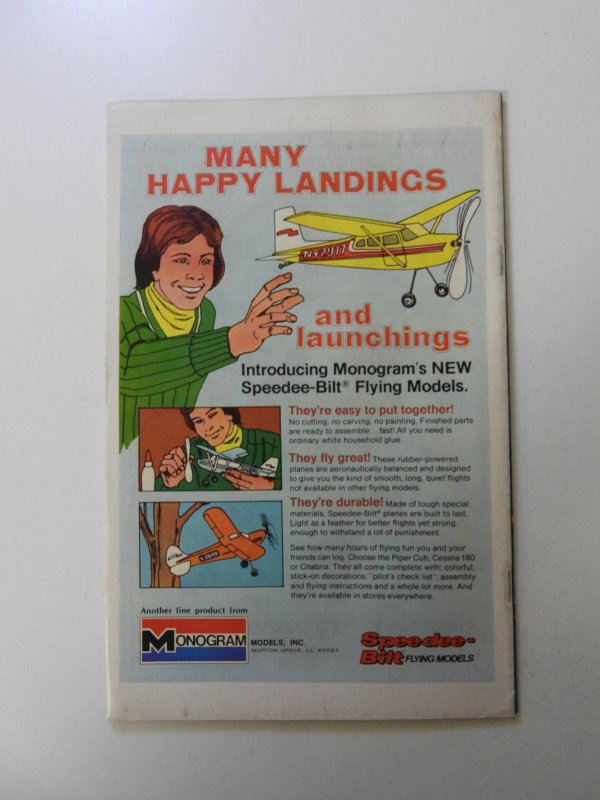 MANY
HAPPY LANDINGS
N42917
and
launchings
Introducing Monogram's NEW
Speedee-Bilt® Flying Models.
They're easy to put together!
No cutting, no carving, no painting. Finished parts
are ready to assemble...fast! All you need is
ordinary white household glue.
They fly great! These rubber-powered
planes are aeronautically balanced and designed
to give you the kind of smooth, long, quiet flights
not available in other flying models.
They're durable! Made of tough special
materials, Speedee-Bilt® planes are built to last.
Light as a feather for better flights yet strong
enough to withstand a lot of punishment.
See how many hours of flying fun you and your
friends can log. Choose the Piper Cub, Cessna 180
or Citabria. They all come complete with: colorful,
stick-on decorations; "pilot's check list"; assembly
and flying instructions and a whole lot more. And
they're available in stores everywhere.
Another fine product from
MONOGRAM MODELS, INC.
MORTON GROVE, ILL. 60053
Speedee-
Bilt FLYING MODELS